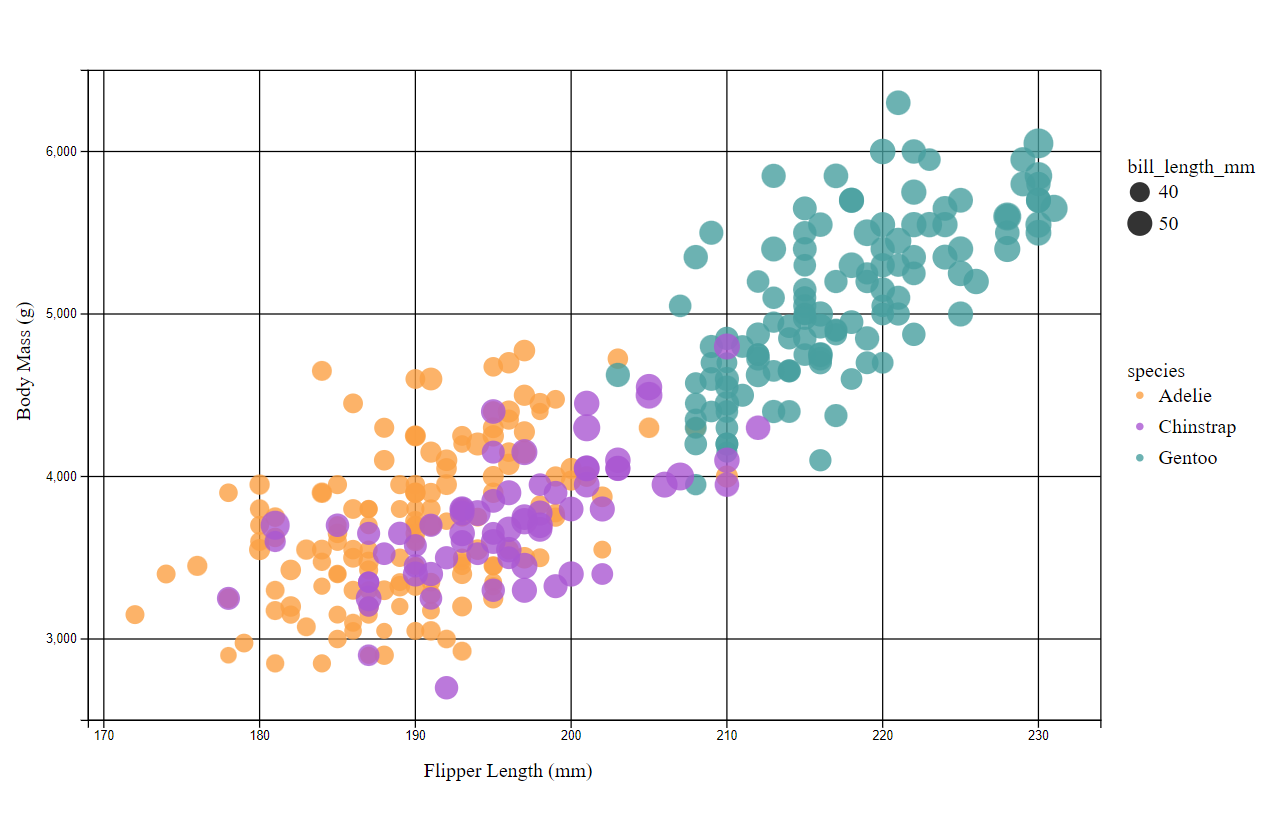 6,000
5,000
4,000
3,000
Body Mass (g)
170 180 190 200 210 220 230
Flipper Length (mm)
bill_length_mm
40
50
species
Adelie
Chinstrap
Gentoo